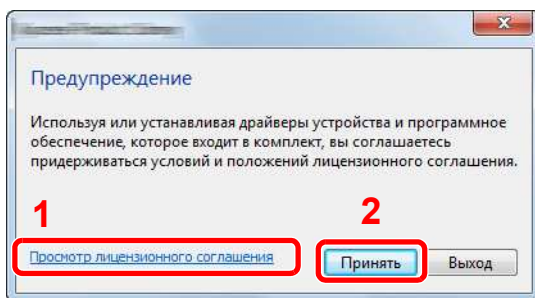 Предупреждение
Используя или устанавливая драйверы устройства и программное
обеспечение, которое входит в комплект, вы соглашаетесь
придерживаться условий и положений лицензионного соглашения.
1
2
Просмотр лицензионного соглашения
Принять
Выход